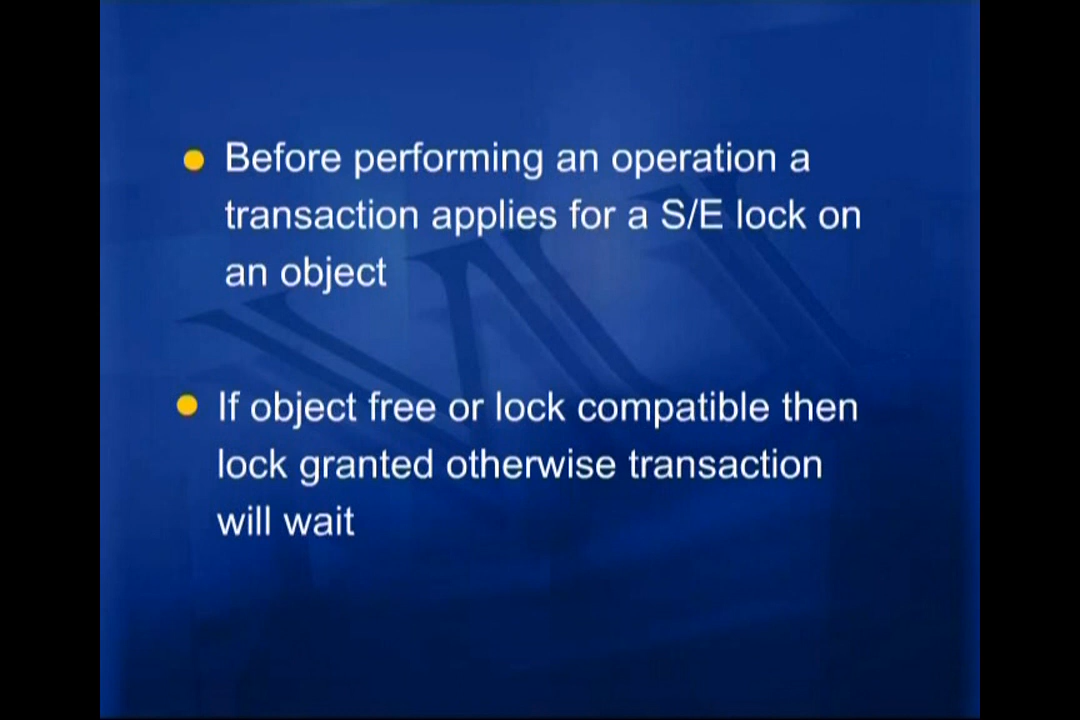 Before performing an operation a
transaction applies for a S/E lock on
an object
If object free or lock compatible then
lock granted otherwise transaction
will wait